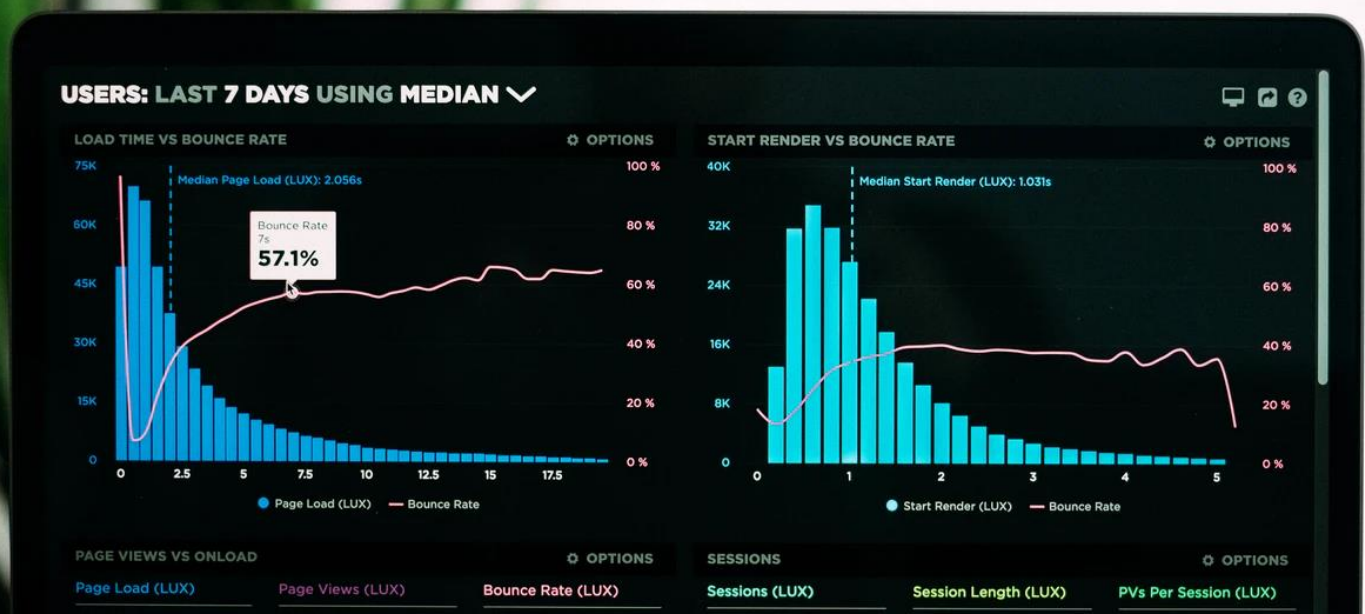 USERS: LAST 7 DAYS USING MEDIAN
LOAD TIME VS BOUNCE RATE
OPTIONS
75K
60K
45K
30K
15K
0
Median Page Load (LUX): 2.056s
Bounce Rate
7s
57.1%
100 %
80 %
60 %
40 %
20 %
0 %
0 2.5 5 7.5 10 12.5 15 17.5
Page Load (LUX) Bounce Rate
START RENDER VS BOUNCE RATE
OPTIONS
40K
32K
24K
16K
8K
0
Median Start Render (LUX): 1.031s
100 %
80 %
60 %
40 %
20 %
0 %
0 1 2 3 4 5
Start Render (LUX) Bounce Rate
PAGE VIEWS VS ONLOAD
OPTIONS
Page Load (LUX) Page Views (LUX) Bounce Rate (LUX)
SESSIONS
OPTIONS
Sessions (LUX) Session Length (LUX) PVs Per Session (LUX)